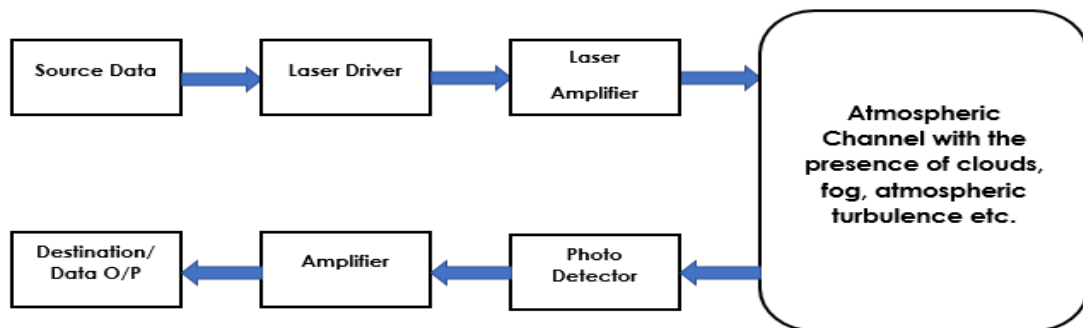 Source Data
Laser Driver
Laser
Amplifier
Atmospheric
Channel with the
presence of clouds,
fog, atmospheric
turbulence etc.
Destination/
Data O/P
Amplifier
Photo
Detector